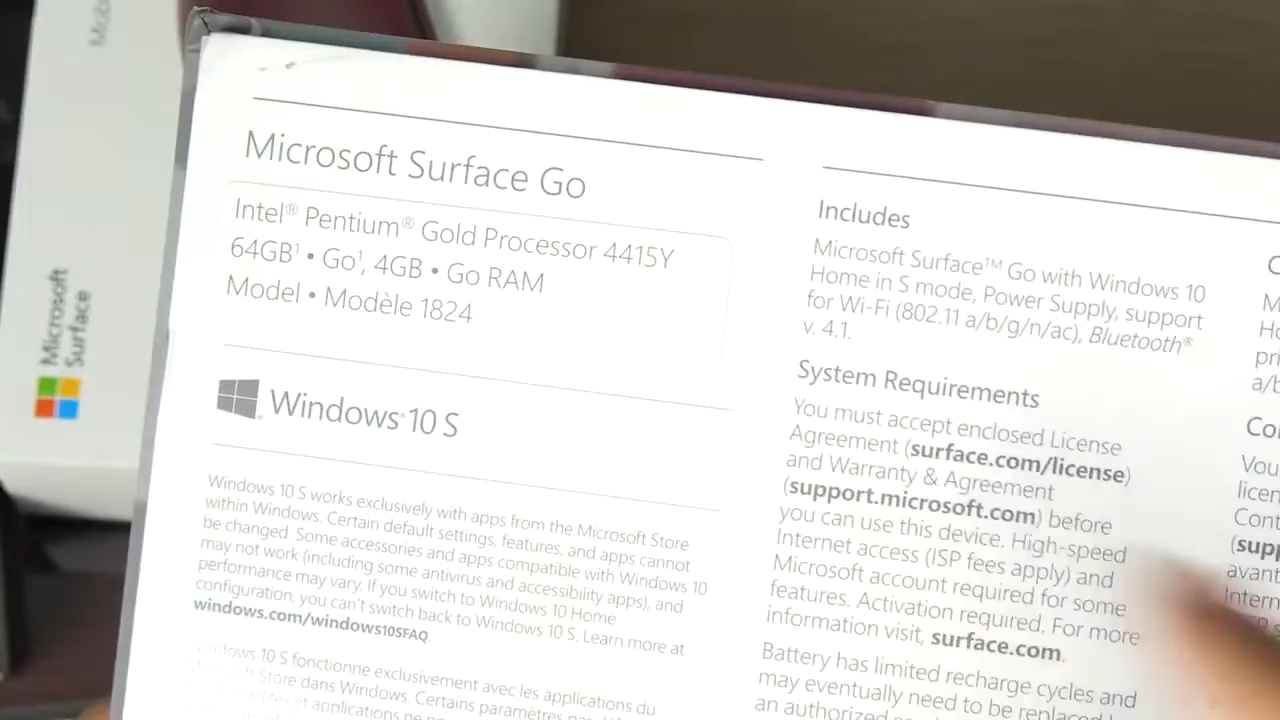 Microsoft
Surface
Microsoft Surface Go
Intel® Pentium® Gold Processor 4415Y
64GB¹ • Go¹, 4GB • Go RAM
Model • Modèle 1824
Windows 10 S
Windows 10 S works exclusively with apps from the Microsoft Store
within Windows. Certain default settings, features, and apps cannot
be changed. Some accessories and apps compatible with Windows 10
may not work (including some antivirus and accessibility apps), and
performance may vary. If you switch to Windows 10 Home
configuration, you can't switch back to Windows 10 S. Learn more at
windows.com/windows10SFAQ.
Windows 10 S fonctionne exclusivement avec les applications du
Store dans Windows. Certains paramètres
et applications ne
Includes
Microsoft Surface™ Go with Windows 10
Home in S mode, Power Supply, support
for Wi-Fi (802.11 a/b/g/n/ac), Bluetooth®
v. 4.1.
System Requirements
You must accept enclosed License
Agreement (surface.com/license)
and Warranty & Agreement
(support.microsoft.com) before
you can use this device. High-speed
Internet access (ISP fees apply) and
Microsoft account required for some
features. Activation required. For more
information visit, surface.com.
Battery has limited recharge cycles and
may eventually need to be replaced
an authorized